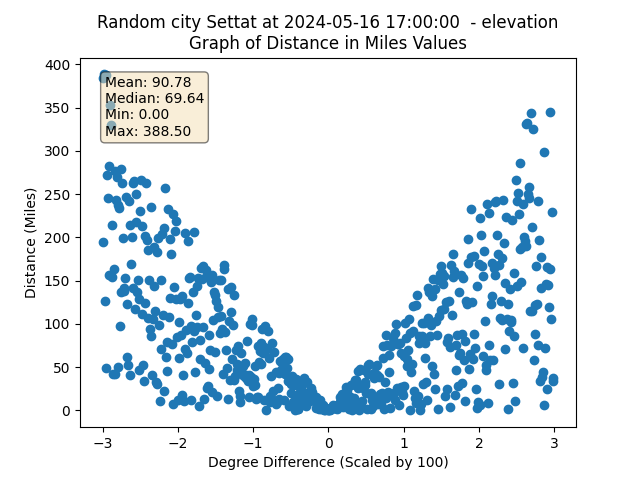 Random city Settat at 2024-05-16 17:00:00  - elevation
Graph of Distance in Miles Values
400
350
300
250
200
150
100
50
0
Mean: 90.78
Median: 69.64
Min: 0.00
Max: 388.50
Distance (Miles)
−3
−2
−1
0
1
2
3
Degree Difference (Scaled by 100)